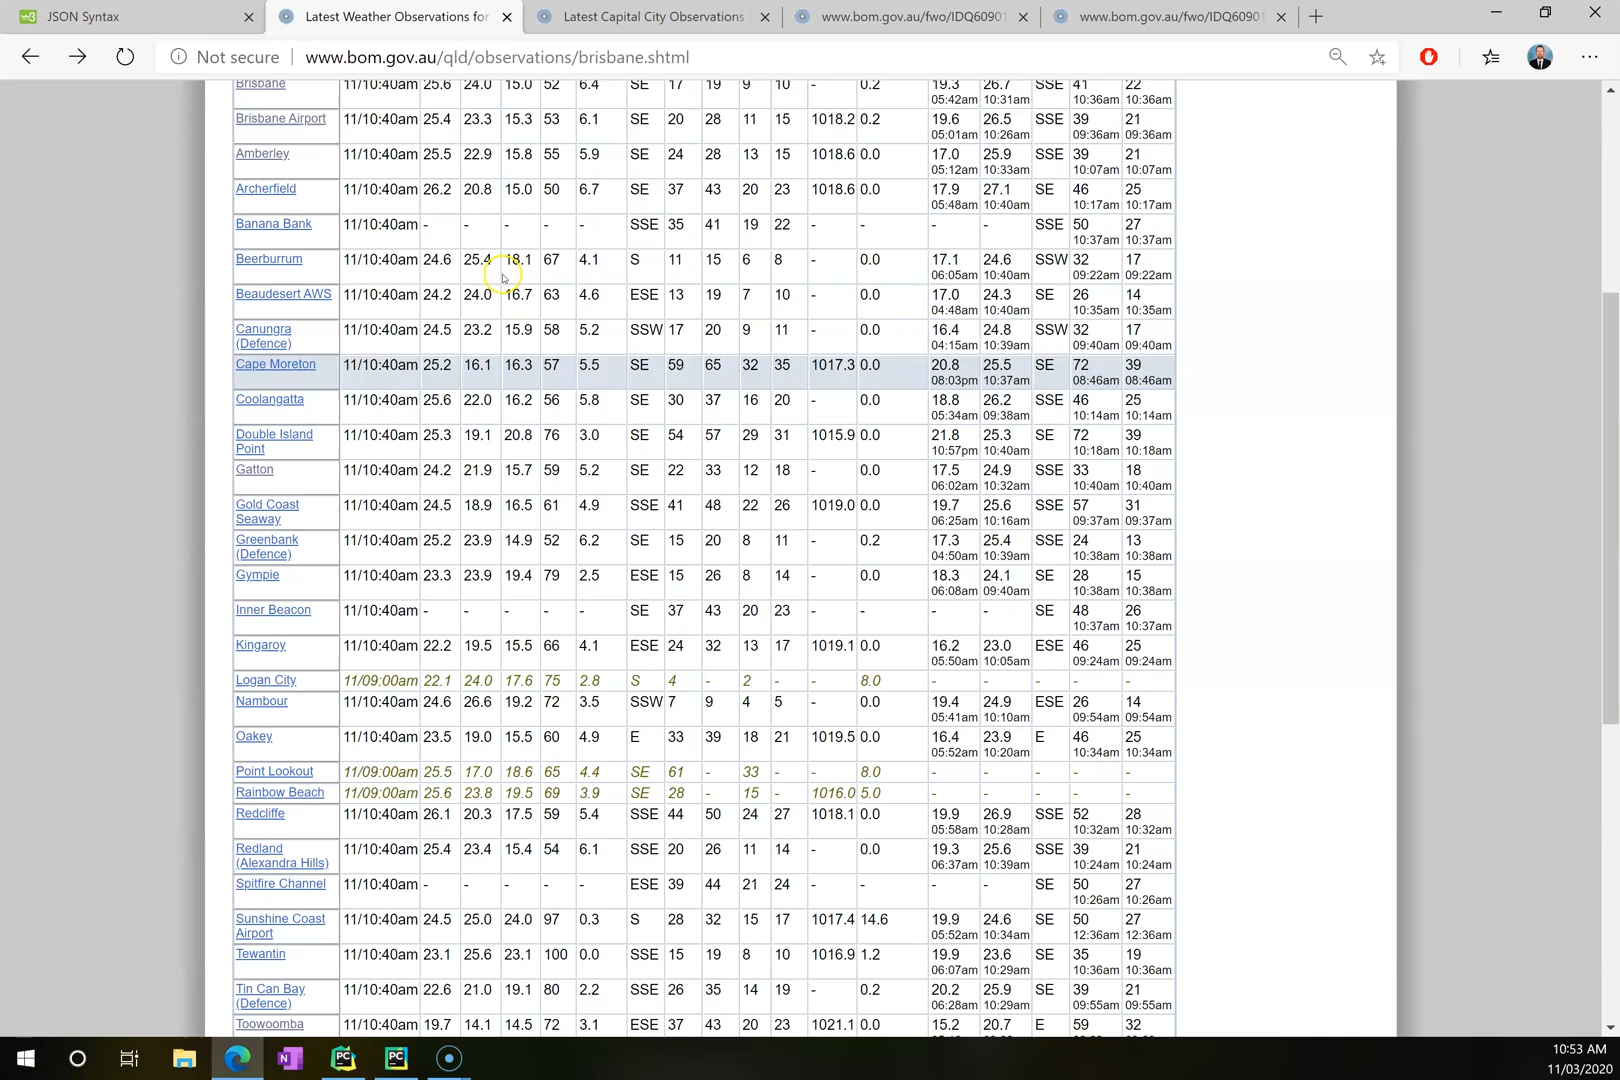 JSON Syntax
Latest Weather Observations for
Latest Capital City Observations
www.bom.gov.au/fwo/IDQ60901
www.bom.gov.au/fwo/IDQ60901
Not secure www.bom.gov.au/qld/observations/brisbane.shtml
Brisbane 11/10:40am 25.6 24.0 15.0 52 6.4 SE 17 19 9 10 - 0.2 19.3 26.7 SSE 41 22
05:42am 10:31am 10:36am 10:36am
Brisbane Airport 11/10:40am 25.4 23.3 15.3 53 6.1 SE 20 28 11 15 1018.2 0.2 19.6 26.5 SSE 39 21
05:01am 10:26am 09:36am 09:36am
Amberley 11/10:40am 25.5 22.9 15.8 55 5.9 SE 24 28 13 15 1018.6 0.0 17.0 25.9 SSE 39 21
05:12am 10:33am 10:07am 10:07am
Archerfield 11/10:40am 26.2 20.8 15.0 50 6.7 SE 37 43 20 23 1018.6 0.0 17.9 27.1 SE 46 25
05:48am 10:40am 10:17am 10:17am
Banana Bank 11/10:40am - - - - - SSE 35 41 19 22 - - - - SSE 50 27
10:37am 10:37am
Beerburrum 11/10:40am 24.6 25.4 18.1 67 4.1 S 11 15 6 8 - 0.0 17.1 24.6 SSW 32 17
06:05am 10:40am 09:22am 09:22am
Beaudesert AWS 11/10:40am 24.2 24.0 16.7 63 4.6 ESE 13 19 7 10 - 0.0 17.0 24.3 SE 26 14
04:48am 10:40am 10:35am 10:35am
Canungra 11/10:40am 24.5 23.2 15.9 58 5.2 SSW 17 20 9 11 - 0.0 16.4 24.8 SSW 32 17
(Defence) 04:15am 10:39am 09:40am 09:40am
Cape Moreton 11/10:40am 25.2 16.1 16.3 57 5.5 SE 59 65 32 35 1017.3 0.0 20.8 25.5 SE 72 39
08:03pm 10:37am 08:46am 08:46am
Coolangatta 11/10:40am 25.6 22.0 16.2 56 5.8 SE 30 37 16 20 - 0.0 18.8 26.2 SSE 46 25
05:34am 09:38am 10:14am 10:14am
Double Island 11/10:40am 25.3 19.1 20.8 76 3.0 SE 54 57 29 31 1015.9 0.0 21.8 25.3 SE 72 39
Point 10:57pm 10:40am 10:18am 10:18am
Gatton 11/10:40am 24.2 21.9 15.7 59 5.2 SE 22 33 12 18 - 0.0 17.5 24.9 SSE 33 18
06:02am 10:32am 10:40am 10:40am
Gold Coast 11/10:40am 24.5 18.9 16.5 61 4.9 SSE 41 48 22 26 1019.0 0.0 19.7 25.6 SSE 57 31
Seaway 06:25am 10:16am 09:37am 09:37am
Greenbank 11/10:40am 25.2 23.9 14.9 52 6.2 SE 15 20 8 11 - 0.2 17.3 25.4 SSE 24 13
(Defence) 04:50am 10:39am 10:38am 10:38am
Gympie 11/10:40am 23.3 23.9 19.4 79 2.5 ESE 15 26 8 14 - 0.0 18.3 24.1 SE 28 15
06:08am 09:40am 10:38am 10:38am
Inner Beacon 11/10:40am - - - - - SE 37 43 20 23 - - - - SE 48 26
10:37am 10:37am
Kingaroy 11/10:40am 22.2 19.5 15.5 66 4.1 ESE 24 32 13 17 1019.1 0.0 16.2 23.0 ESE 46 25
05:50am 10:05am 09:24am 09:24am
Logan City 11/09:00am 22.1 24.0 17.6 75 2.8 S 4 - 2 - - 8.0 - - - - -
Nambour 11/10:40am 24.6 26.6 19.2 72 3.5 SSW 7 9 4 5 - 0.0 19.4 24.9 ESE 26 14
05:41am 10:10am 09:54am 09:54am
Oakey 11/10:40am 23.5 19.0 15.5 60 4.9 E 33 39 18 21 1019.5 0.0 16.4 23.9 E 46 25
05:52am 10:20am 10:34am 10:34am
Point Lookout 11/09:00am 25.5 17.0 18.6 65 4.4 SE 61 - 33 - - 8.0 - - - - -
Rainbow Beach 11/09:00am 25.6 23.8 19.5 69 3.9 SE 28 - 15 - 1016.0 5.0 - - - - -
Redcliffe 11/10:40am 26.1 20.3 17.5 59 5.4 SSE 44 50 24 27 1018.1 0.0 19.9 26.9 SSE 52 28
05:58am 10:28am 10:32am 10:32am
Redland 11/10:40am 25.4 23.4 15.4 54 6.1 SSE 20 26 11 14 - 0.0 19.3 25.6 SSE 39 21
(Alexandra Hills) 06:37am 10:39am 10:24am 10:24am
Spitfire Channel 11/10:40am - - - - - ESE 39 44 21 24 - - - - SE 50 27
10:26am 10:26am
Sunshine Coast 11/10:40am 24.5 25.0 24.0 97 0.3 S 28 32 15 17 1017.4 14.6 19.9 24.6 SE 50 27
Airport 05:52am 10:34am 12:36am 12:36am
Tewantin 11/10:40am 23.1 25.6 23.1 100 0.0 SSE 15 19 8 10 1016.9 1.2 19.9 23.6 SE 35 19
06:07am 10:29am 10:36am 10:36am
Tin Can Bay 11/10:40am 22.6 21.0 19.1 80 2.2 SSE 26 35 14 19 - 0.2 20.2 25.9 SE 39 21
(Defence) 06:28am 10:29am 09:55am 09:55am
Toowoomba 11/10:40am 19.7 14.1 14.5 72 3.1 ESE 37 43 20 23 1021.1 0.0 15.2 20.7 E 59 32
10:53 AM
11/03/2020